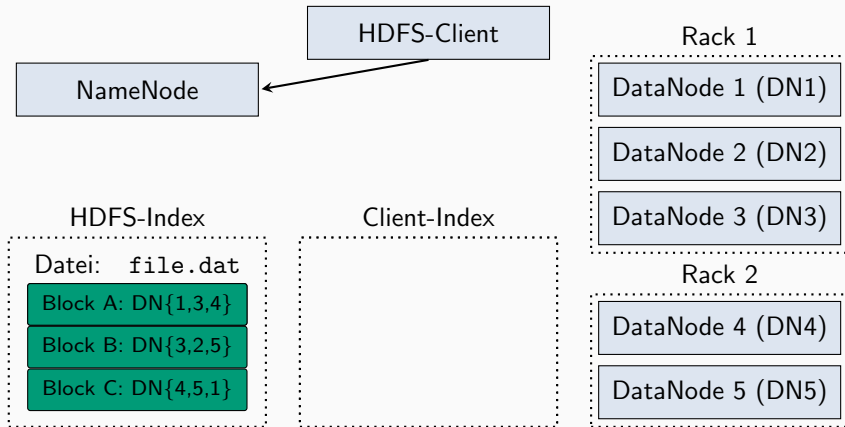 HDFS-Client
NameNode
Rack 1
DataNode 1 (DN1)
DataNode 2 (DN2)
DataNode 3 (DN3)
HDFS-Index
Datei: file.dat
Block A: DN{1,3,4}
Block B: DN{3,2,5}
Block C: DN{4,5,1}
Client-Index
Rack 2
DataNode 4 (DN4)
DataNode 5 (DN5)